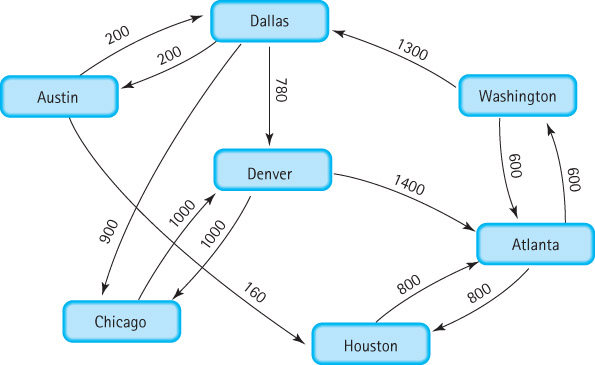 Dallas
200
200
1300
Austin
780
Washington
Denver
600
600
1400
900
1000
1000
Atlanta
160
800
800
Chicago
Houston